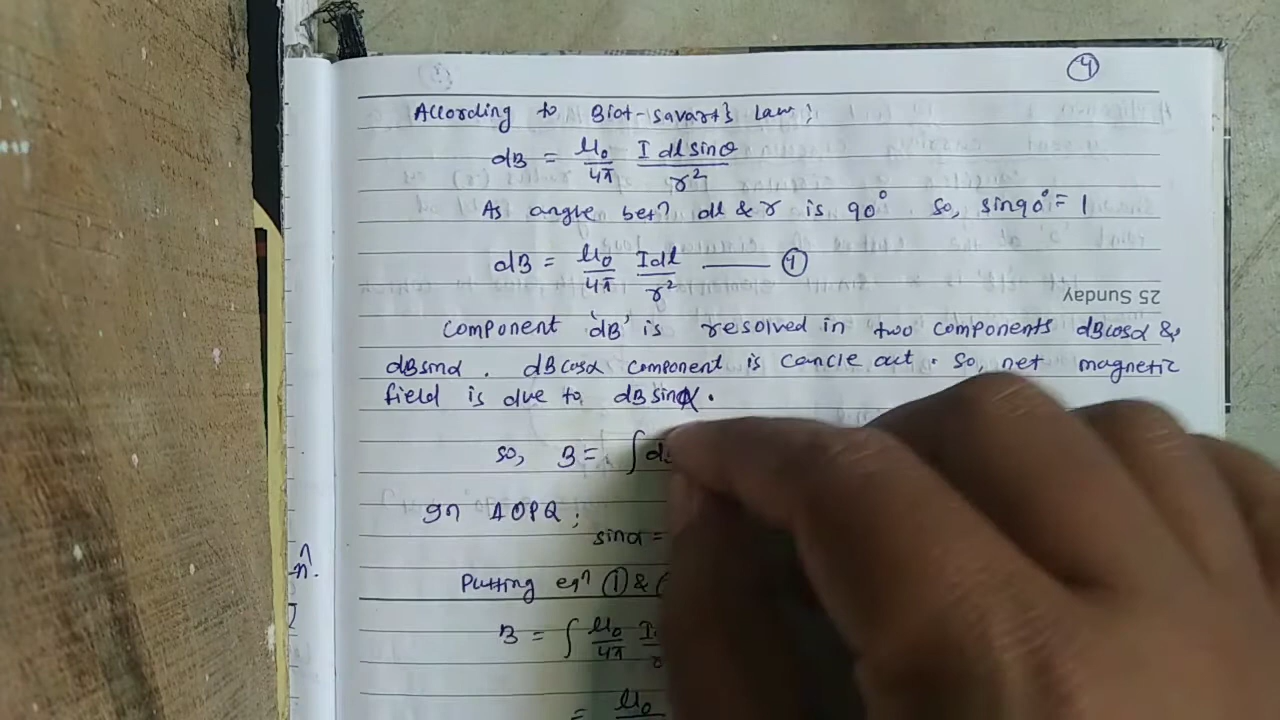 ④
According to Biot-savart's Law;
dB = μ₀/4π I dl sinθ/r²
As angle betⁿ dl & r is 90° so, sin90° = 1
dB = μ₀/4π Idl/r² —— ①
25 Sunday
component 'dB' is resolved in two components dBcosα &
dBsinα. dBcosα component is cancle out. so, net magnetic
field is due to dBsinα.
so, B = ∫
In ΔOPQ;
sinα =
Putting eqⁿ ① &
B = ∫ μ₀/4π
= μ₀